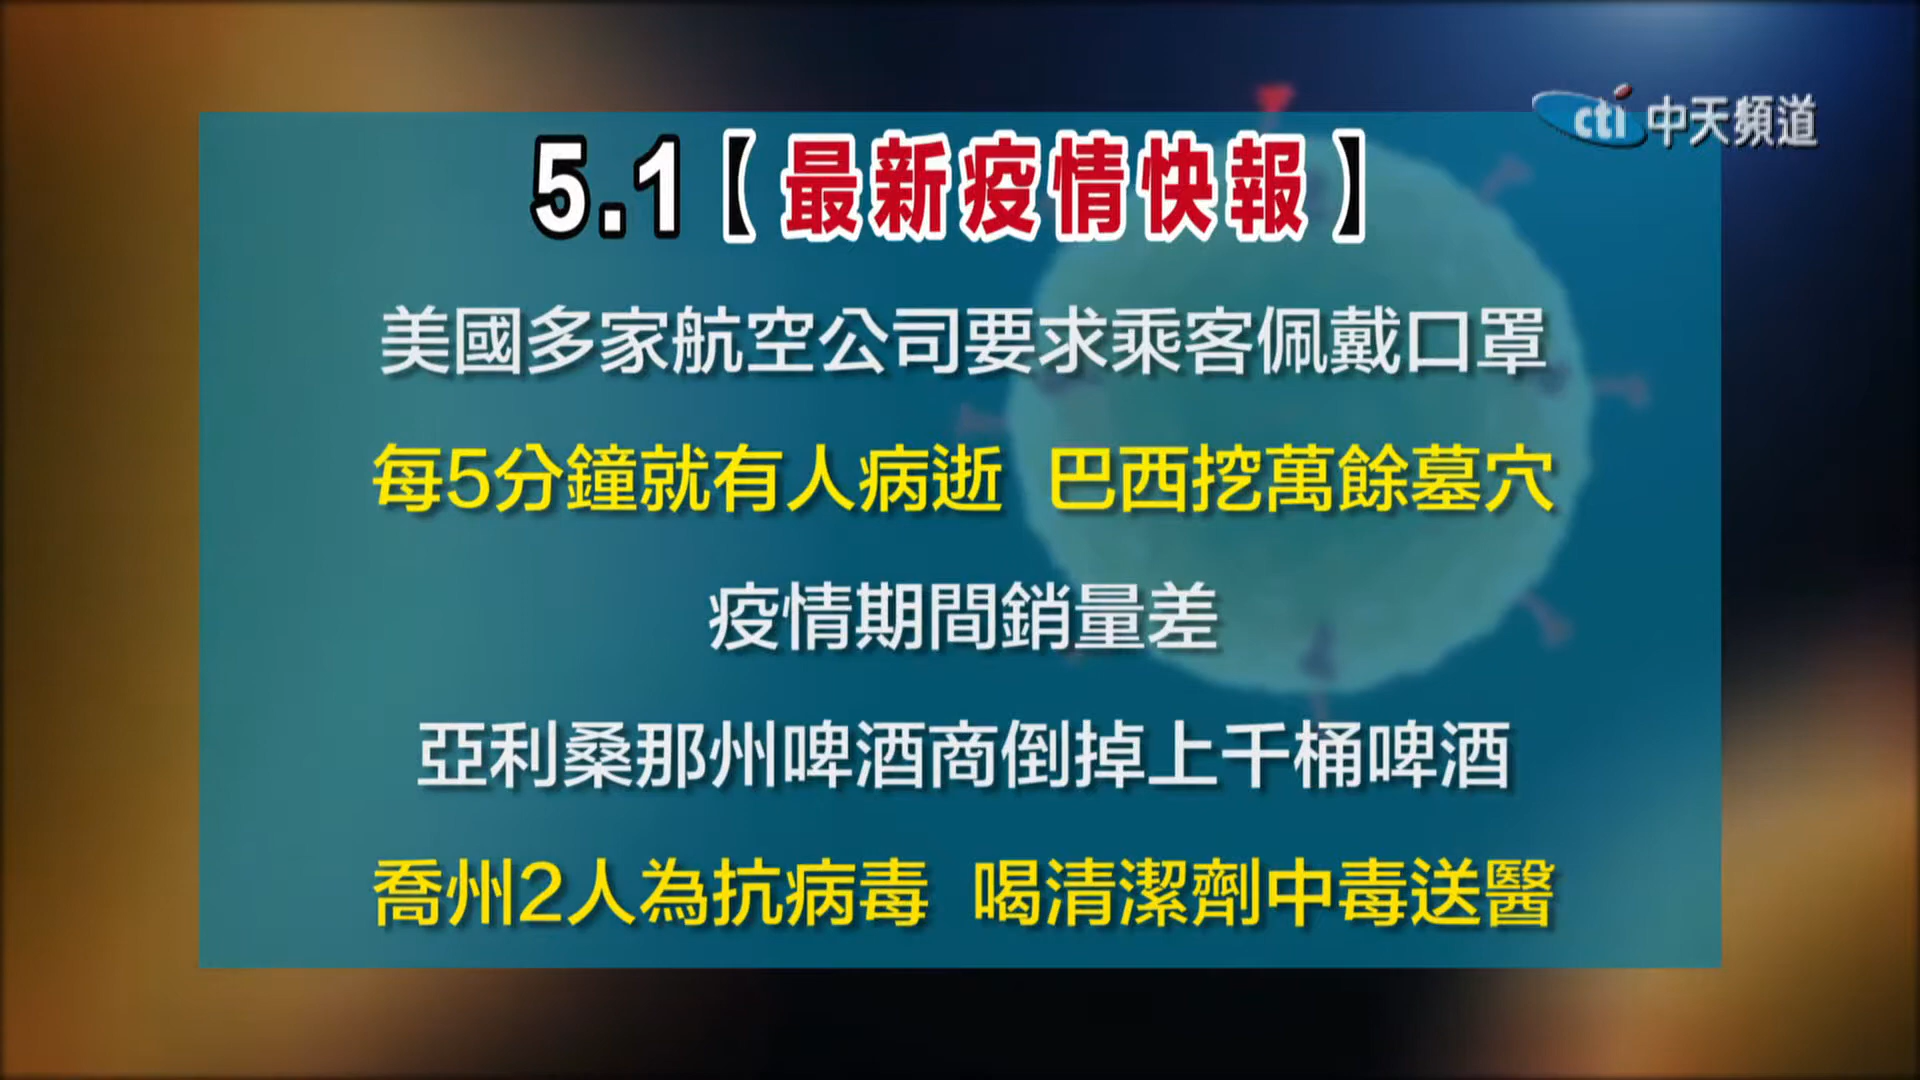 cti 中天頻道
5.1【最新疫情快報】
美國多家航空公司要求乘客佩戴口罩
每5分鐘就有人病逝 巴西挖萬餘墓穴
疫情期間銷量差
亞利桑那州啤酒商倒掉上千桶啤酒
喬州2人為抗病毒 喝清潔劑中毒送醫